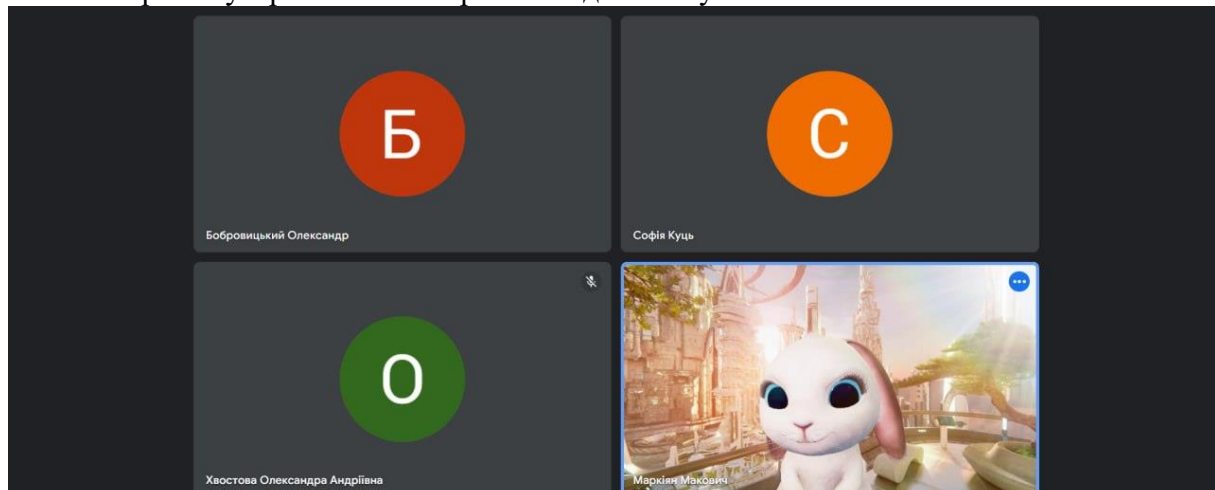 Б
Бобровицький Олександр
С
Софія Куць
О
Хвостова Олександра Андріївна
Маркіян Макович